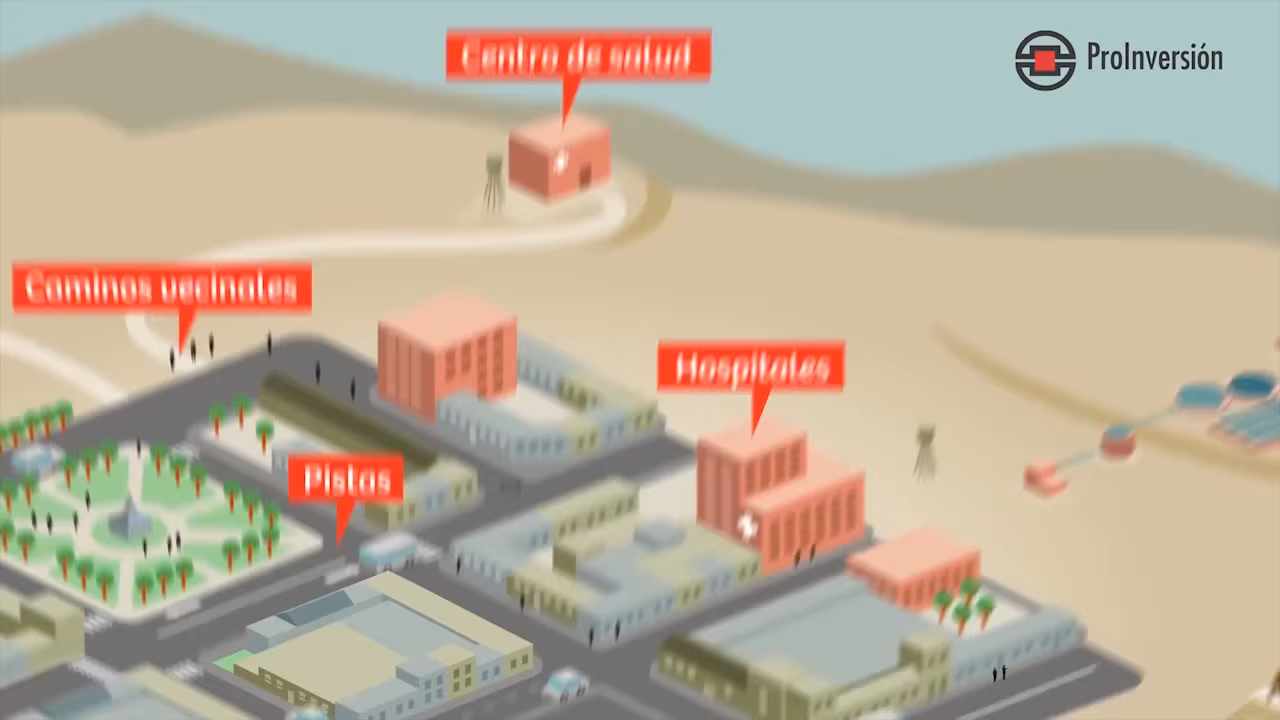 Centro de salud
ProInversión
Caminos vecinales
Hospitales
Pistas